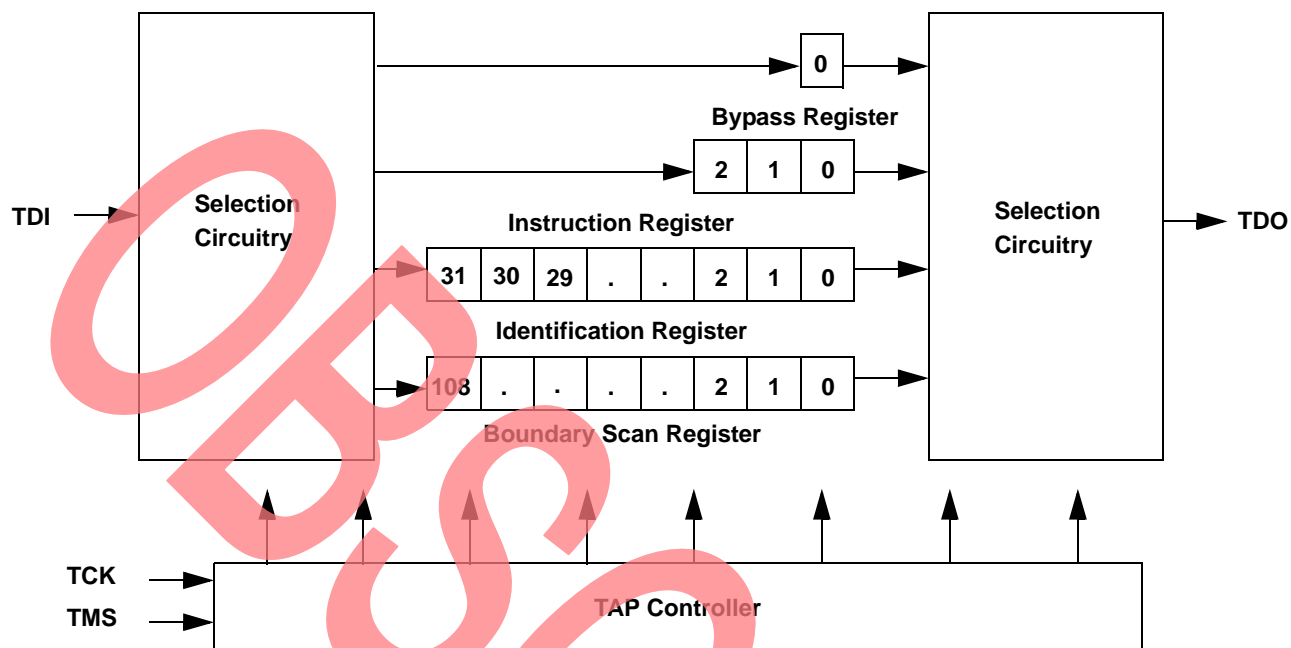 0
Bypass Register
2 1 0
TDI
Selection
Circuitry
Selection
Circuitry
TDO
Instruction Register
31 30 29 . . 2 1 0
Identification Register
108 . . . . 2 1 0
Boundary Scan Register
TCK
TMS
TAP Controller
OBSO